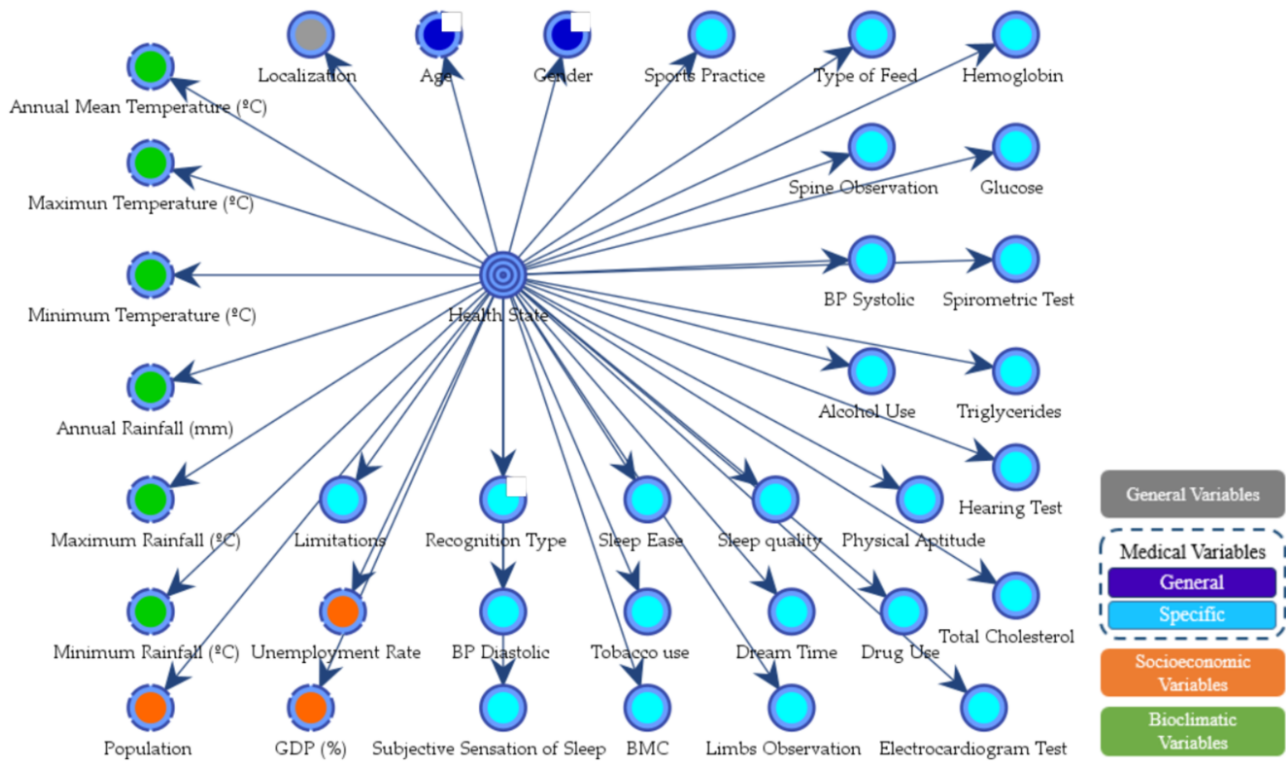 Localization
Age
Gender
Sports Practice
Type of Feed
Hemoglobin
Annual Mean Temperature (ºC)
Spine Observation
Glucose
Maximun Temperature (ºC)
BP Systolic
Spirometric Test
Health State
Minimum Temperature (ºC)
Alcohol Use
Triglycerides
Annual Rainfall (mm)
Hearing Test
Maximum Rainfall (ºC)
Limitations
Recognition Type
Sleep Ease
Sleep quality
Physical Aptitude
Total Cholesterol
Minimum Rainfall (ºC)
Unemployment Rate
BP Diastolic
Tobacco use
Dream Time
Drug Use
Population
GDP (%)
Subjective Sensation of Sleep
BMC
Limbs Observation
Electrocardiogram Test
General Variables
Medical Variables
General
Specific
Socioeconomic
Variables
Bioclimatic
Variables